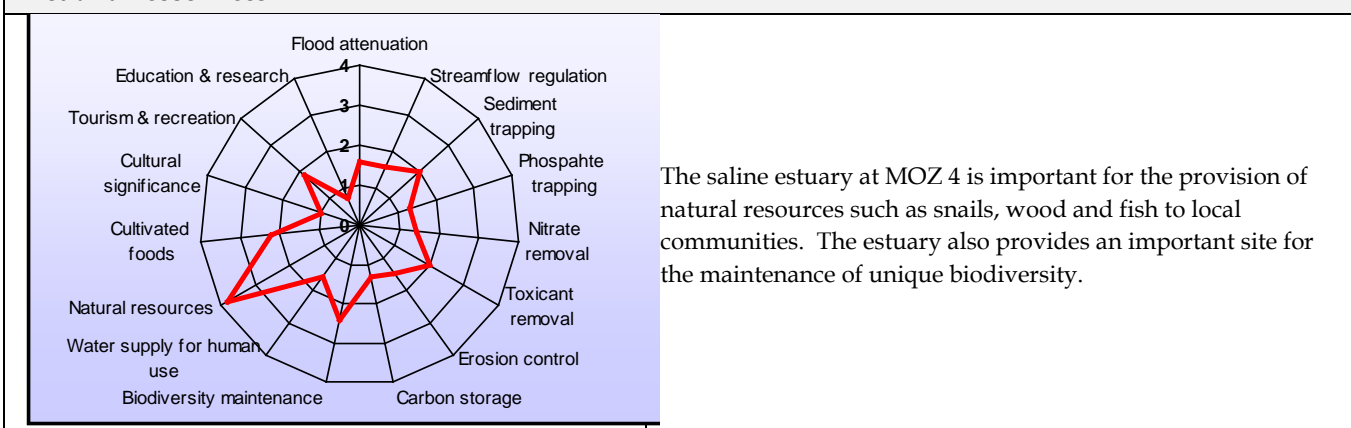 Flood attenuation
Education & research
Streamflow regulation
Tourism & recreation
Sediment
trapping
Cultural
significance
Phospahte
trapping
Cultivated
foods
Nitrate
removal
Natural resources
Toxicant
removal
Water supply for human
use
Erosion control
Biodiversity maintenance
Carbon storage
4
3
2
1
0
The saline estuary at MOZ 4 is important for the provision of
natural resources such as snails, wood and fish to local
communities. The estuary also provides an important site for
the maintenance of unique biodiversity.